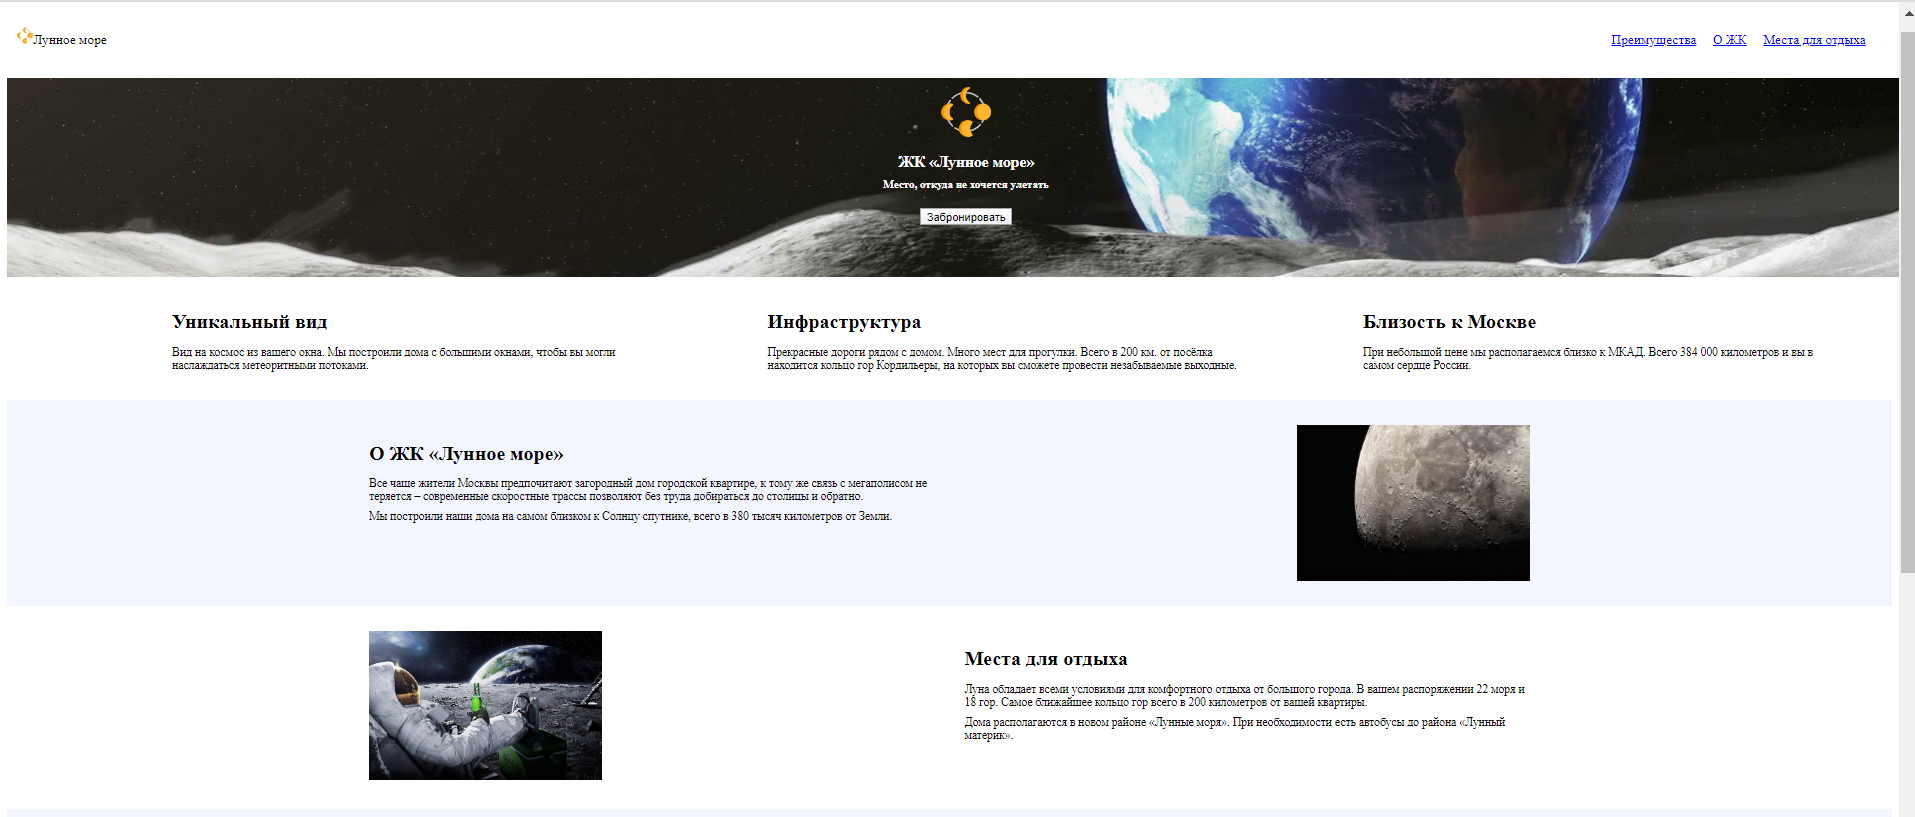 Лунное море
Преимущества О ЖК Места для отдыха
ЖК «Лунное море»
Место, откуда не хочется улетать
Забронировать
Уникальный вид
Вид на космос из вашего окна. Мы построили дома с большими окнами, чтобы вы могли
наслаждаться метеоритными потоками.
Инфраструктура
Прекрасные дороги рядом с домом. Много мест для прогулки. Всего в 200 км. от посёлка
находится кольцо гор Кордильеры, на которых вы сможете провести незабываемые выходные.
Близость к Москве
При небольшой цене мы располагаемся близко к МКАД. Всего 384 000 километров и вы в
самом сердце России.
О ЖК «Лунное море»
Все чаще жители Москвы предпочитают загородный дом городской квартире, к тому же связь с мегаполисом не
теряется – современные скоростные трассы позволяют без труда добираться до столицы и обратно.
Мы построили наши дома на самом близком к Солнцу спутнике, всего в 380 тысяч километров от Земли.
Места для отдыха
Луна обладает всеми условиями для комфортного отдыха от большого города. В вашем распоряжении 22 моря и
18 гор. Самое ближайшее кольцо гор всего в 200 километров от вашей квартиры.
Дома располагаются в новом районе «Лунные моря». При необходимости есть автобусы до района «Лунный
материк».